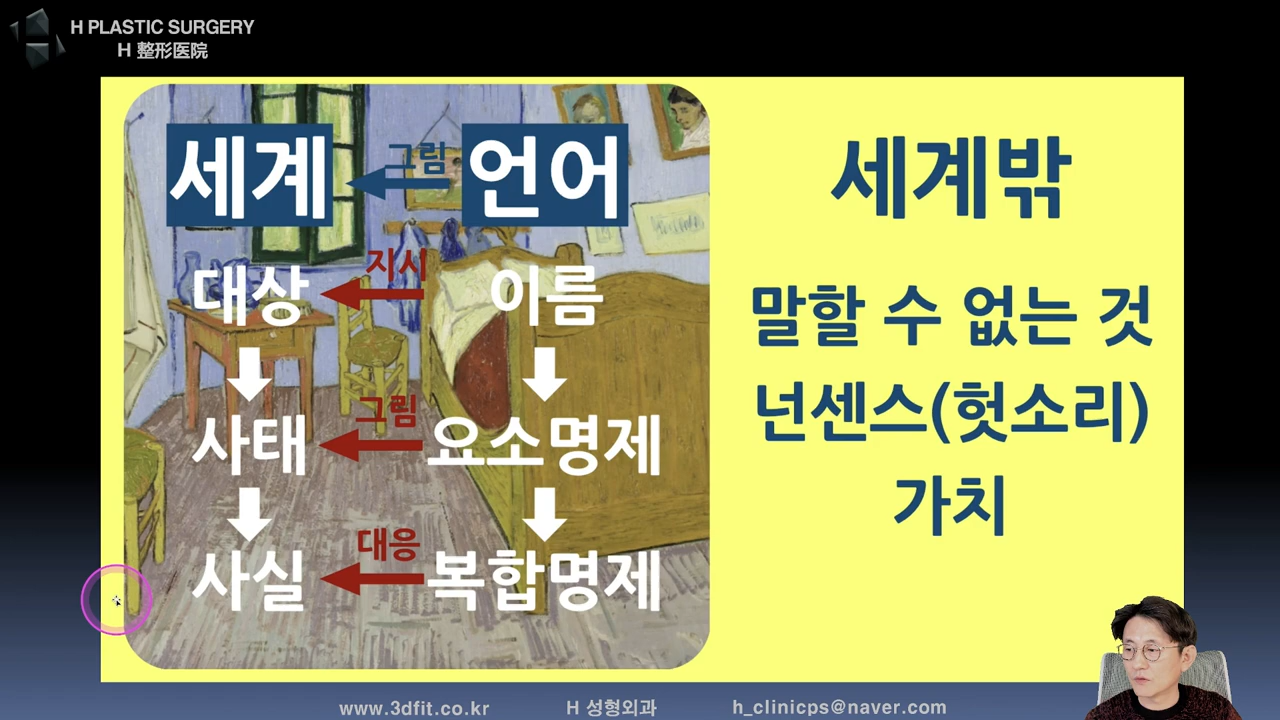 H PLASTIC SURGERY
H 整形医院
세계
그림
언어
대상
지시
이름
사태
그림
요소명제
사실
대응
복합명제
세계밖
말할 수 없는 것
넌센스(헛소리)
가치
www.3dfit.co.kr
H 성형외과
h_clinicps@naver.com